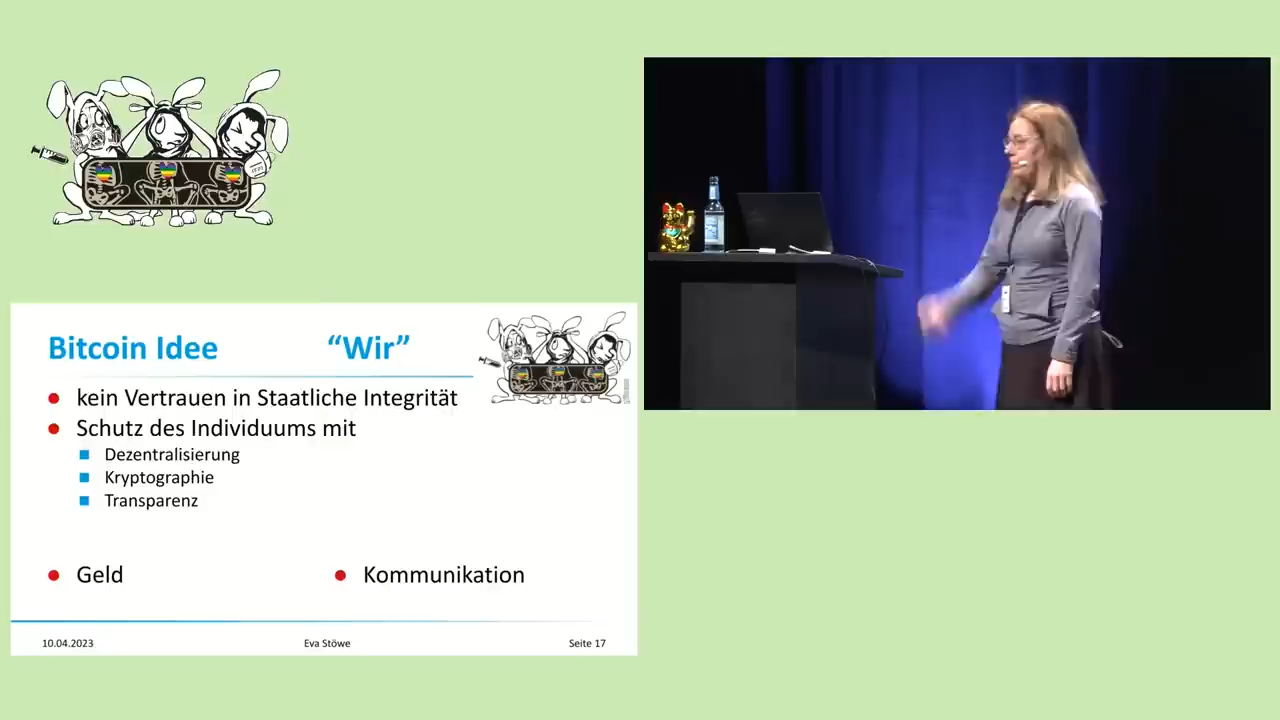 Bitcoin Idee “Wir”
kein Vertrauen in Staatliche Integrität
Schutz des Individuums mit
Dezentralisierung
Kryptographie
Transparenz
Geld Kommunikation
10.04.2023 Eva Stöwe Seite 17